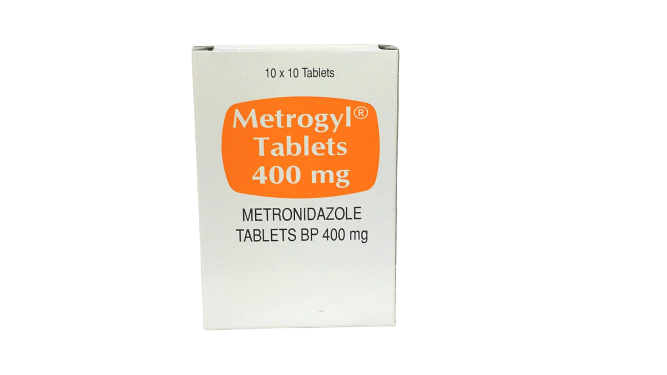 10 x 10 Tablets
Metrogyl®
Tablets
400 mg
METRONIDAZOLE
TABLETS BP 400 mg